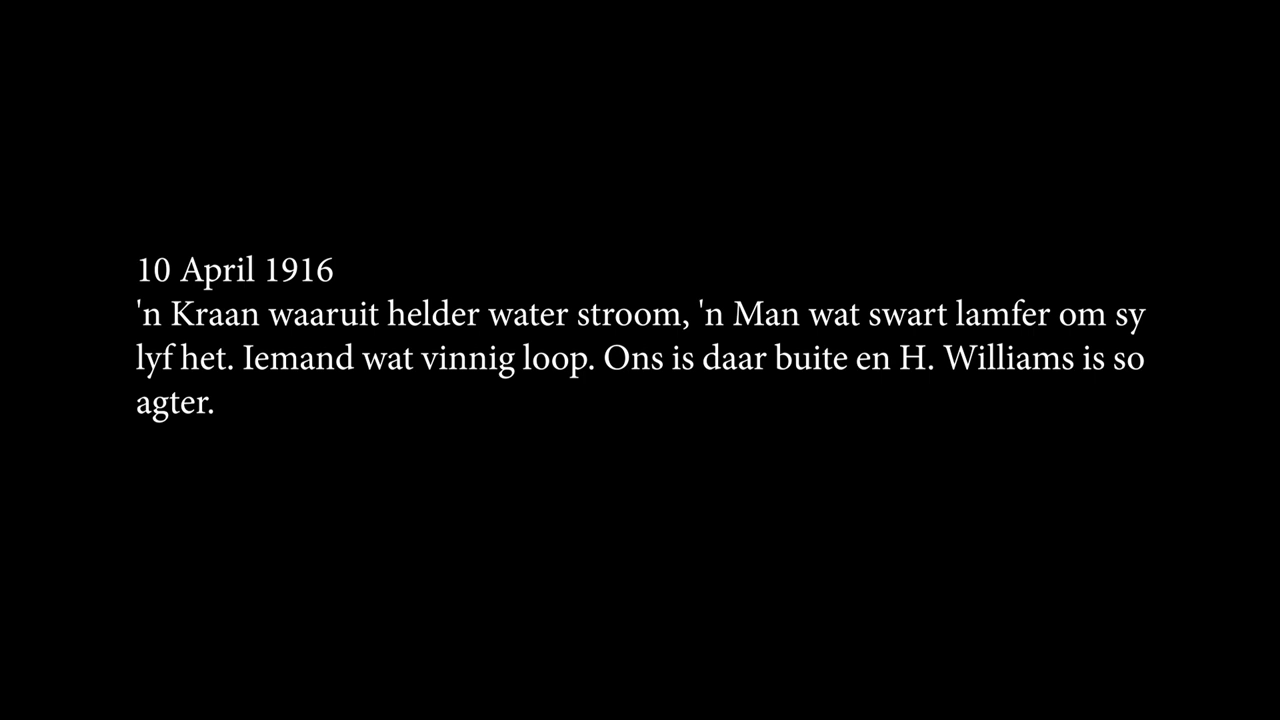 10 April 1916
'n Kraan waaruit helder water stroom, 'n Man wat swart lamfer om sy
lyf het. Iemand wat vinnig loop. Ons is daar buite en H. Williams is so
agter.